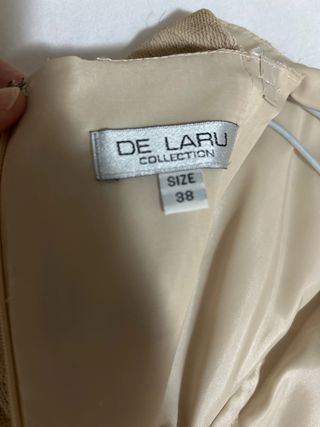 DE LARU
COLLECTION
SIZE
38